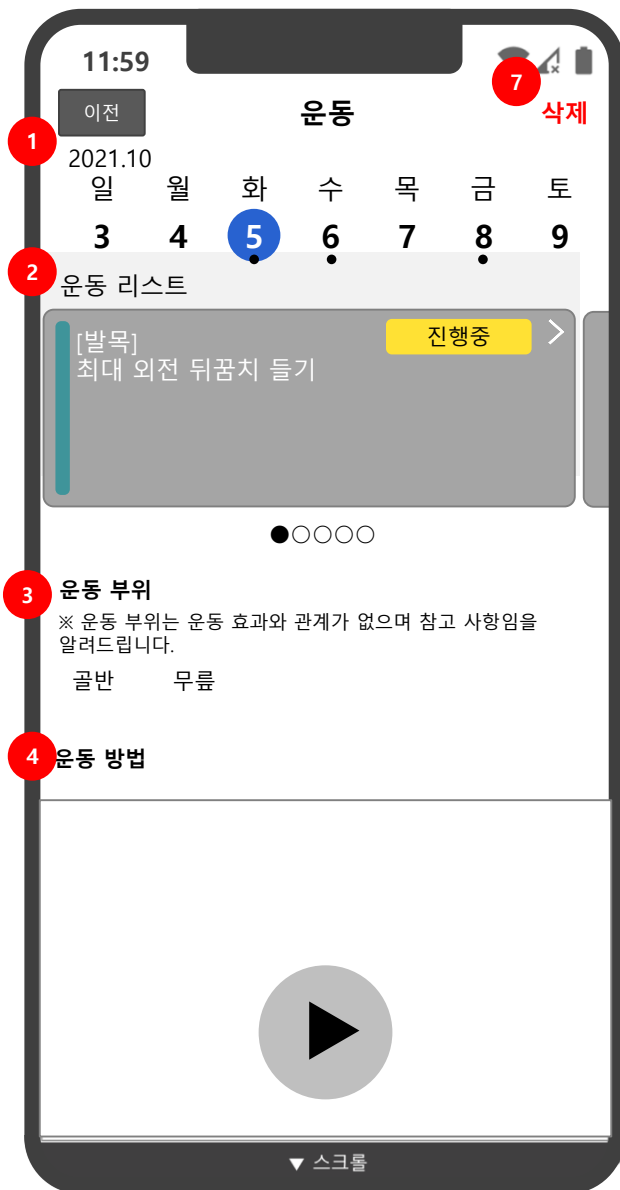 11:59
7
이전
운동
삭제
1
2021.10
일 월 화 수 목 금 토
3 4 5 6 7 8 9
2
운동 리스트
[발목]
진행중
최대 외전 뒤꿈치 들기
3
운동 부위
※ 운동 부위는 운동 효과와 관계가 없으며 참고 사항임을
알려드립니다.
골반 무릎
4
운동 방법
▼ 스크롤